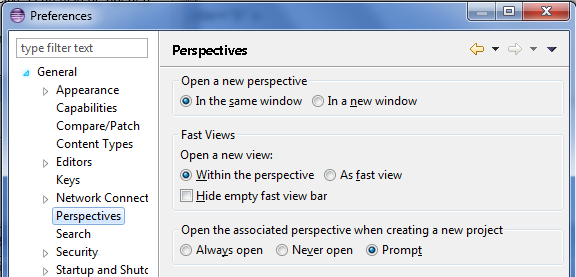 Preferences
type filter text
Perspectives
General
Appearance
Capabilities
Compare/Patch
Content Types
Editors
Keys
Network Connect
Perspectives
Search
Security
Startup and Shutc
Open a new perspective
In the same window
In a new window
Fast Views
Open a new view:
Within the perspective
As fast view
Hide empty fast view bar
Open the associated perspective when creating a new project
Always open
Never open
Prompt